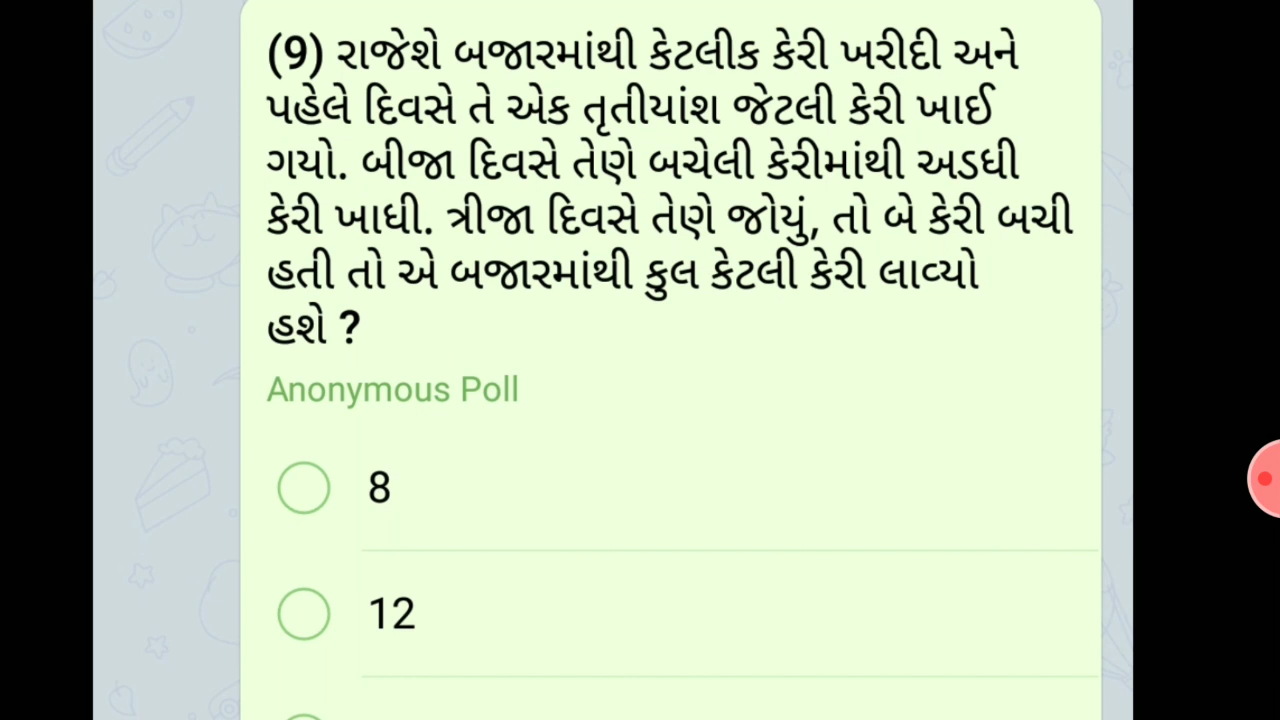 (9) રાજેશે બજારમાંથી કેટલીક કેરી ખરીદી અને
પહેલે દિવસે તે એક તૃતીયાંશ જેટલી કેરી ખાઈ
ગયો. બીજા દિવસે તેણે બચેલી કેરીમાંથી અડધી
કેરી ખાધી. ત્રીજા દિવસે તેણે જોયું, તો બે કેરી બચી
હતી તો એ બજારમાંથી કુલ કેટલી કેરી લાવ્યો
હશે ?
Anonymous Poll
8
12